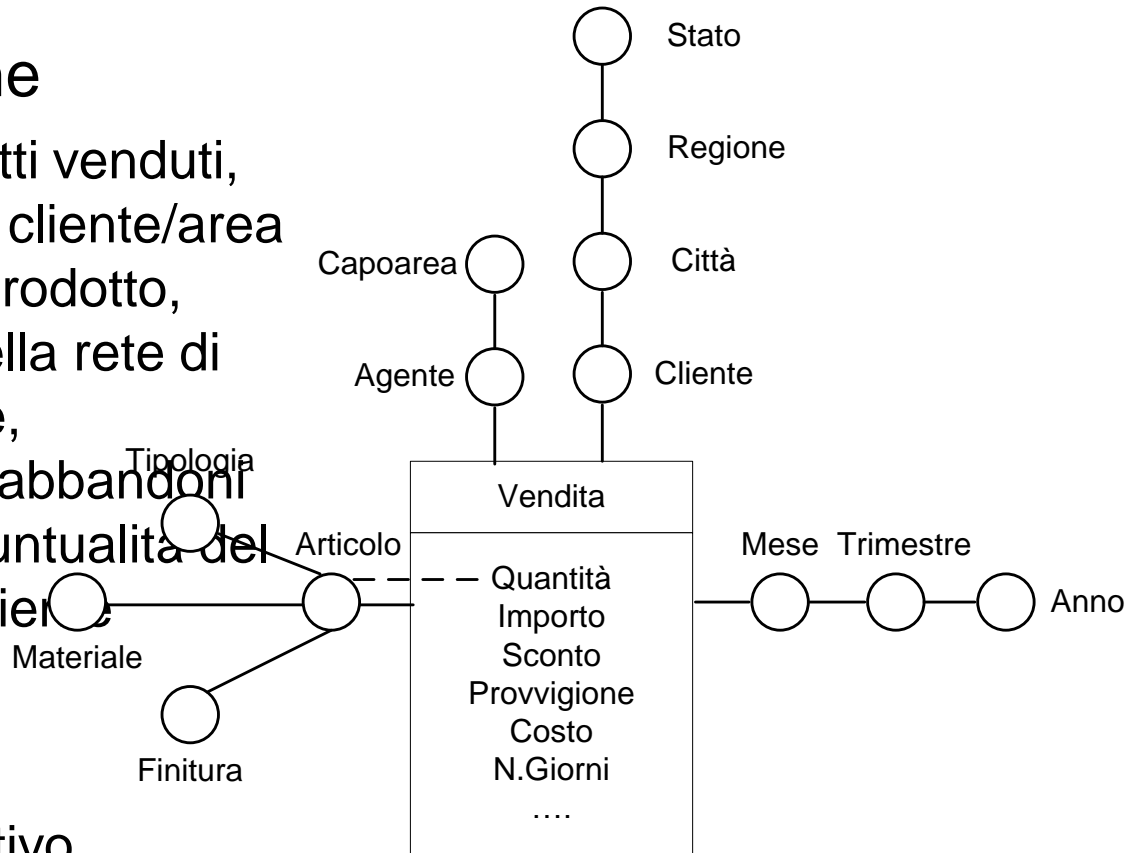 Stato
tti venduti,
Regione
cliente/area
Capoarea
Città
rodotto,
ella rete di
Agente
Cliente
Tipologia
abbandoni
Vendita
untualità del
Articolo
Mese Trimestre
Quantità
Anno
Importo
Materiale
Sconto
Provvigione
Costo
Finitura
N.Giorni
....